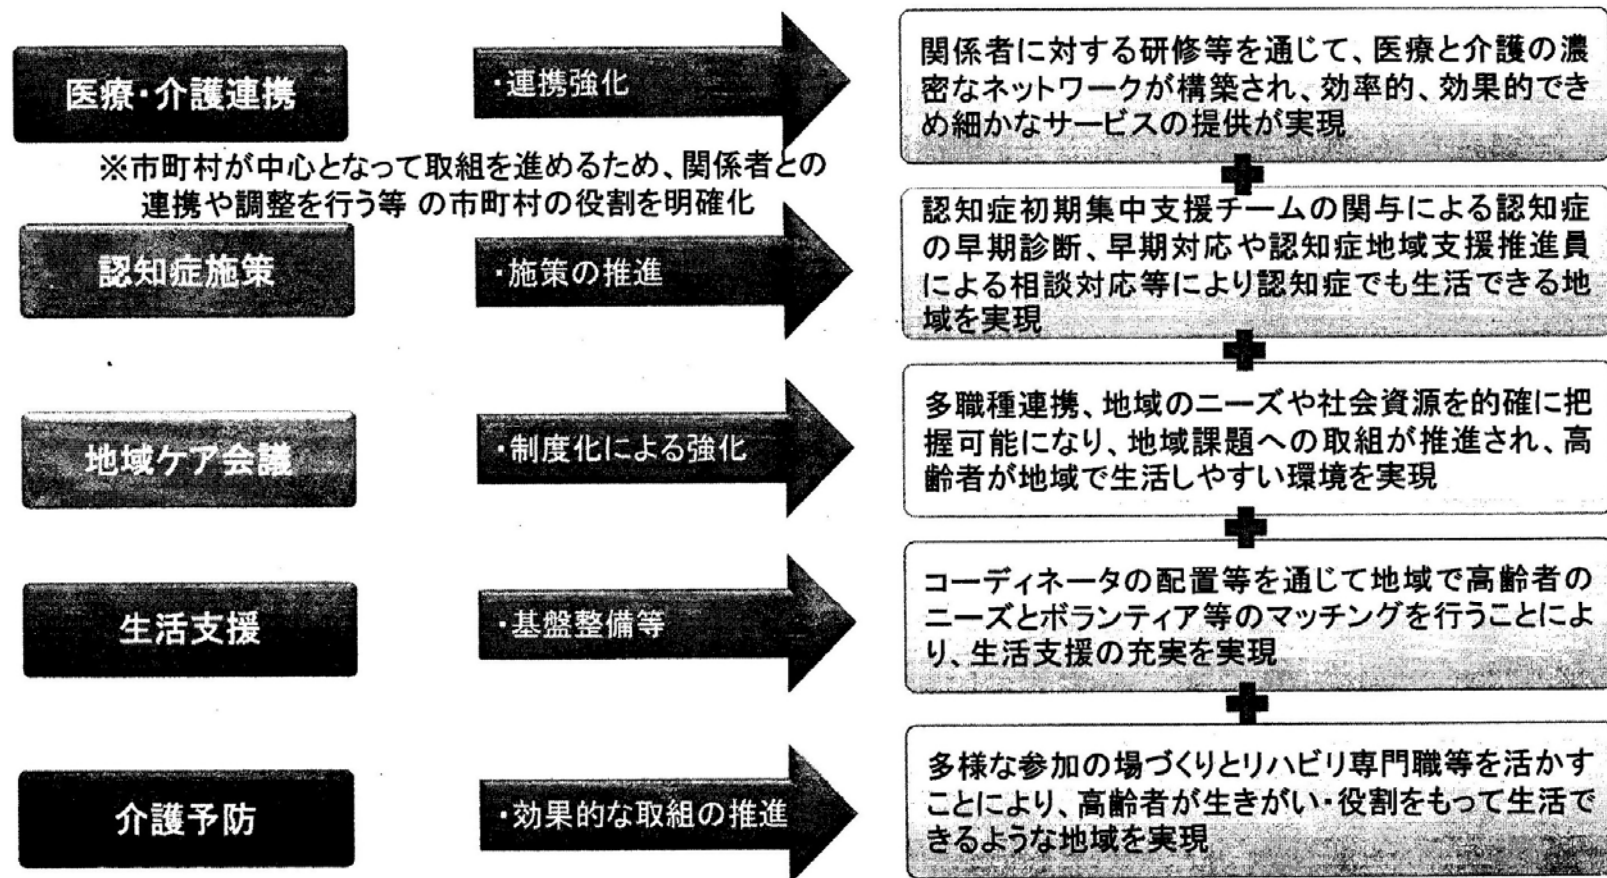 医療・介護連携
・連携強化
関係者に対する研修等を通じて、医療と介護の濃
密なネットワークが構築され、効率的、効果的でき
め細かなサービスの提供が実現
※市町村が中心となって取組を進めるため、関係者との
連携や調整を行う等 の市町村の役割を明確化
認知症施策
・施策の推進
認知症初期集中支援チームの関与による認知症
の早期診断、早期対応や認知症地域支援推進員
による相談対応等により認知症でも生活できる地
域を実現
地域ケア会議
・制度化による強化
多職種連携、地域のニーズや社会資源を的確に把
握可能になり、地域課題への取組が推進され、高
齢者が地域で生活しやすい環境を実現
生活支援
・基盤整備等
コーディネータの配置等を通じて地域で高齢者の
ニーズとボランティア等のマッチングを行うことによ
り、生活支援の充実を実現
介護予防
・効果的な取組の推進
多様な参加の場づくりとリハビリ専門職等を活かす
ことにより、高齢者が生きがい・役割をもって生活で
きるような地域を実現